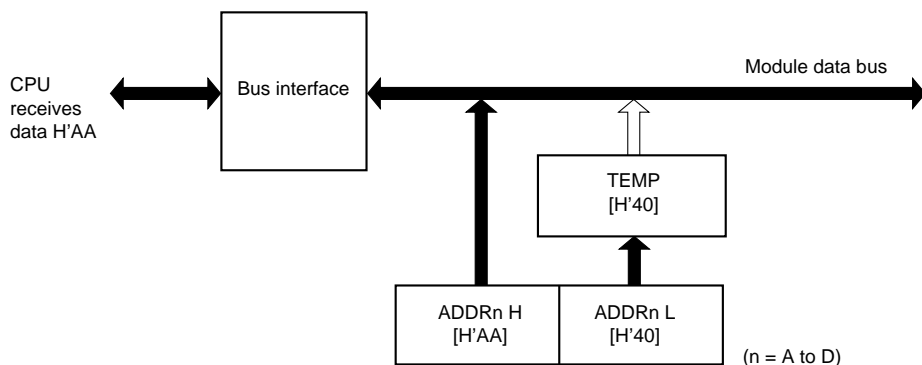 CPU
receives
data H'AA
Bus interface
Module data bus
TEMP
[H'40]
ADDRn H
[H'AA]
ADDRn L
[H'40]
(n = A to D)